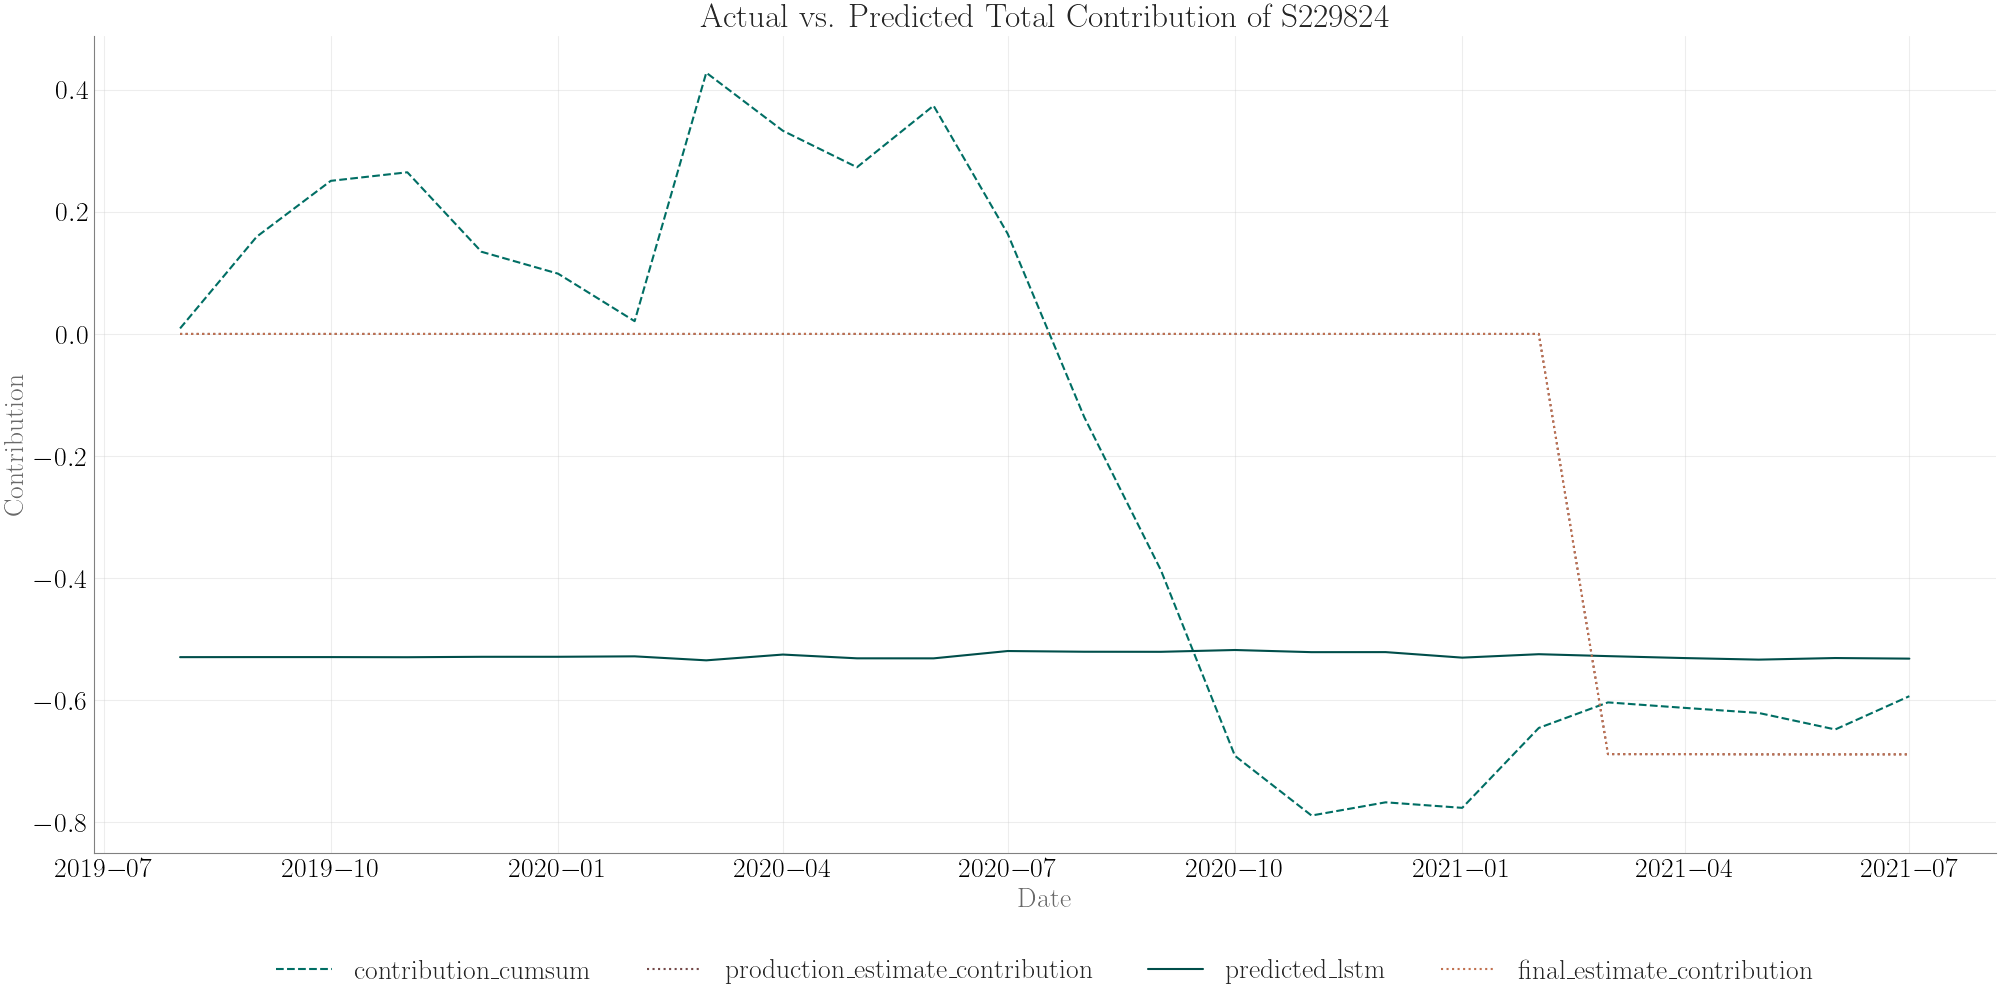 Actual vs. Predicted Total Contribution of S229824
0.4
0.2
0.0
−0.2
−0.4
−0.6
−0.8
Contribution
2019−07 2019−10 2020−01 2020−04 2020−07 2020−10 2021−01 2021−04 2021−07
Date
contribution_cumsum production_estimate_contribution predicted_lstm final_estimate_contribution